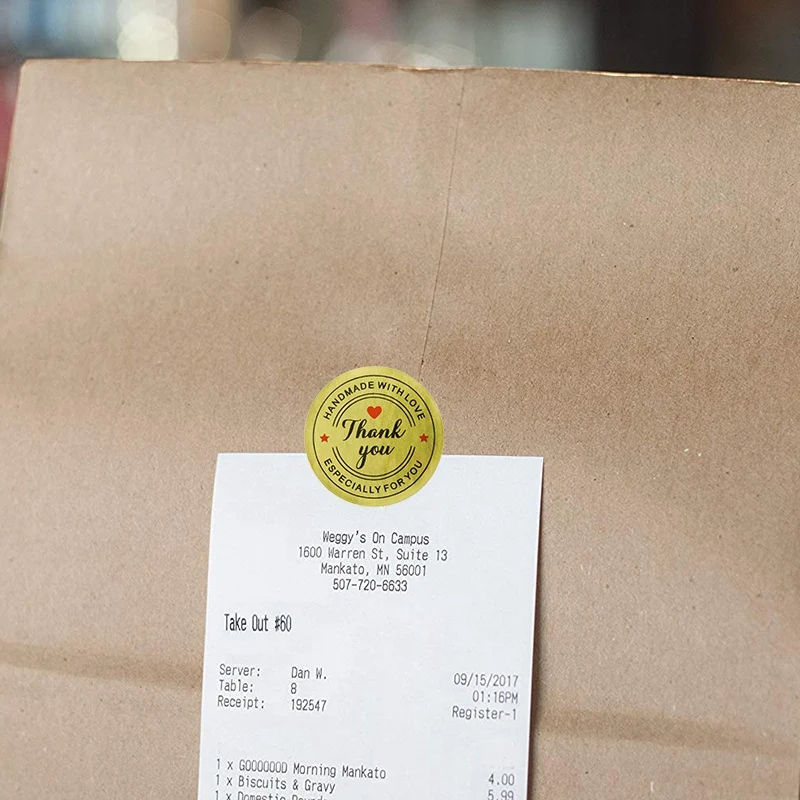 HANDMADE WITH LOVE
Thank
you
ESPECIALLY FOR YOU
Weggy's On Campus
1600 Warren St, Suite 13
Mankato, MN 56001
507-720-6633
Take Out #60
Server: Dan W.
Table: 8
Receipt: 192547
09/15/2017
01:16PM
Register-1
1 x GOOOOOOD Morning Mankato 4.00
1 x Biscuits & Gravy 5.99
1 x Domestic